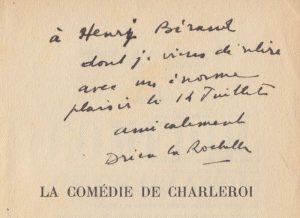 à Henri Béraud
dont je viens de relire
avec un énorme
plaisir le 14 Juillet
amicalement
Drieu la Rochelle
LA COMÉDIE DE CHARLEROI